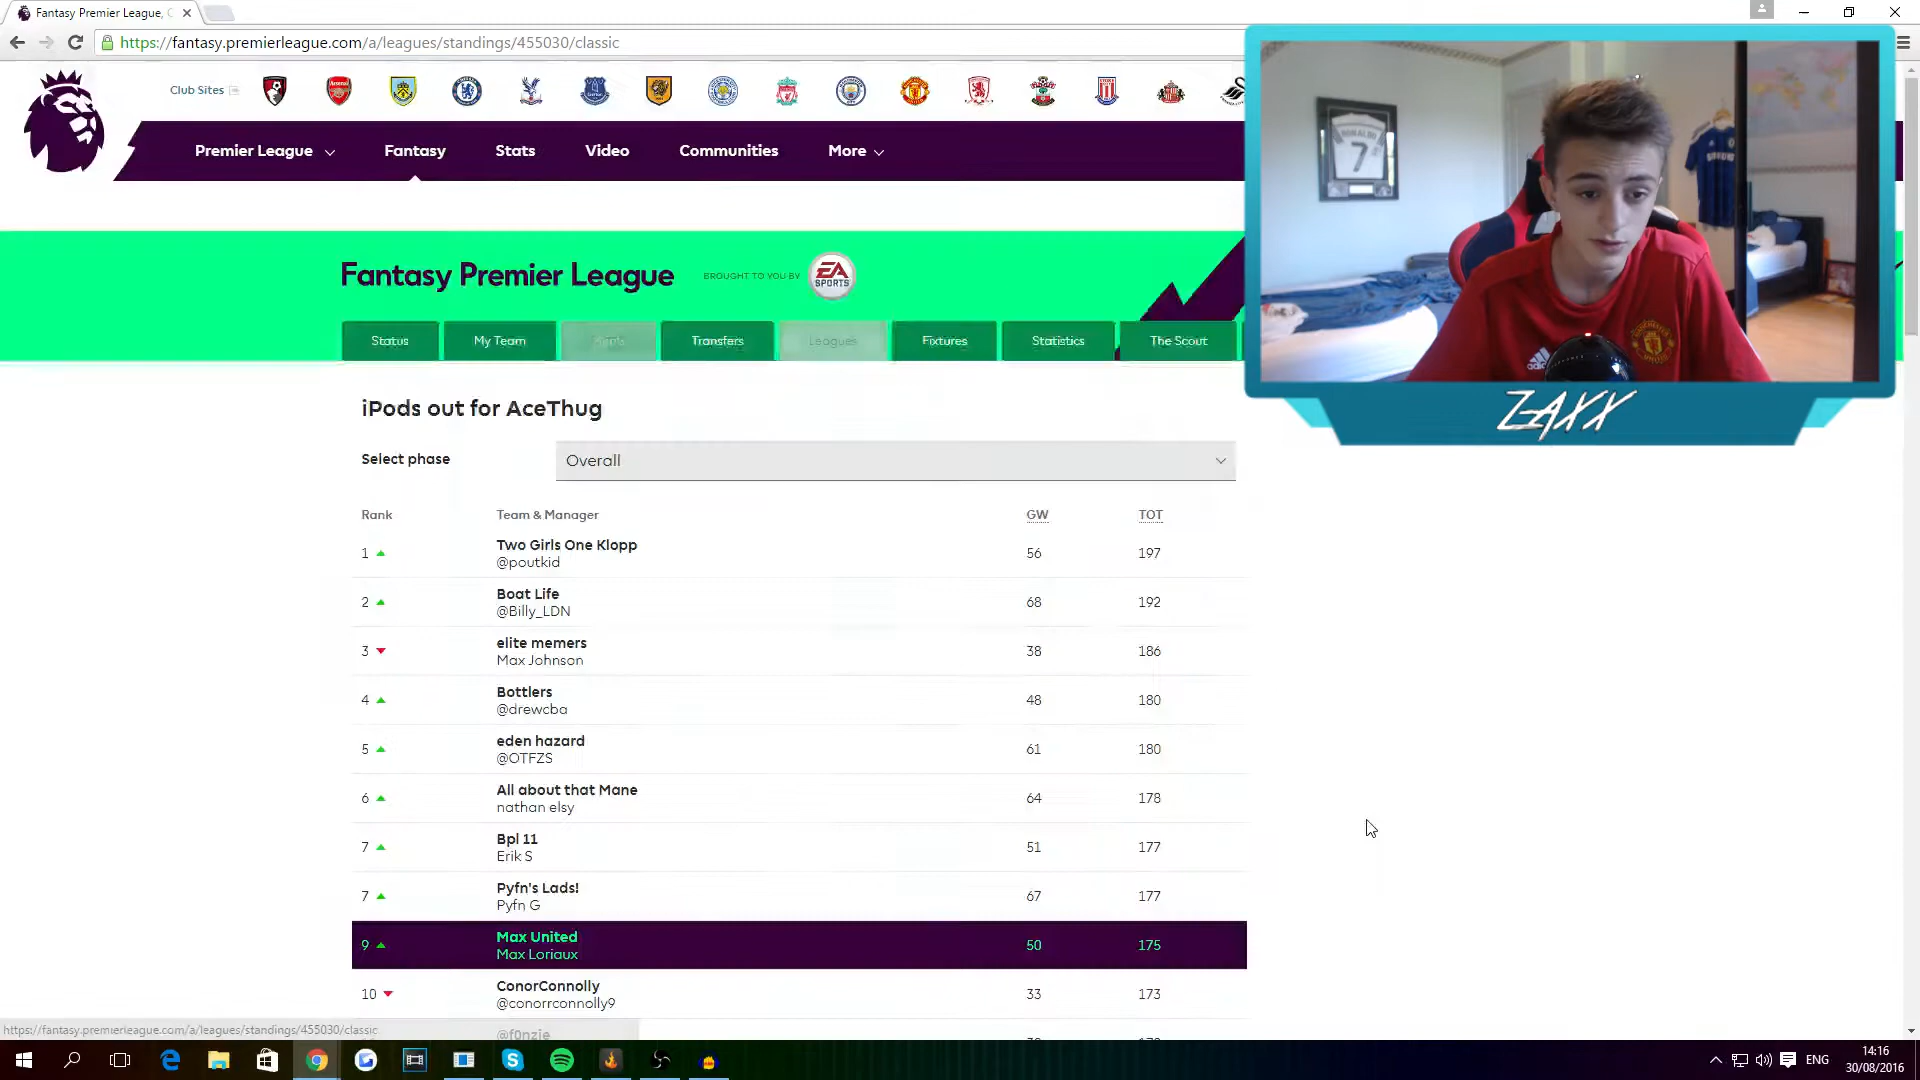 Fantasy Premier League, C
https://fantasy.premierleague.com/a/leagues/standings/455030/classic
Club Sites
Premier League
Fantasy
Stats
Video
Communities
More
Fantasy Premier League
BROUGHT TO YOU BY
EA
SPORTS
Status
My Team
Transfers
Leagues
Fixtures
Statistics
The Scout
RONALDO
7
adidas
ZAXX
iPods out for AceThug
Select phase
Overall
Rank Team & Manager GW TOT
1 Two Girls One Klopp 56 197
@poutkid
2 Boat Life 68 192
@Billy_LDN
3 elite memers 38 186
Max Johnson
4 Bottlers 48 180
@drewcba
5 eden hazard 61 180
@OTFZS
6 All about that Mane 64 178
nathan elsy
7 Bpl 11 51 177
Erik S
7 Pyfn's Lads! 67 177
Pyfn G
9 Max United 50 175
Max Loriaux
10 ConorConnolly 33 173
@conorrconnolly9
@f0nzie
https://fantasy.premierleague.com/a/leagues/standings/455030/classic
ENG
14:16
30/08/2016